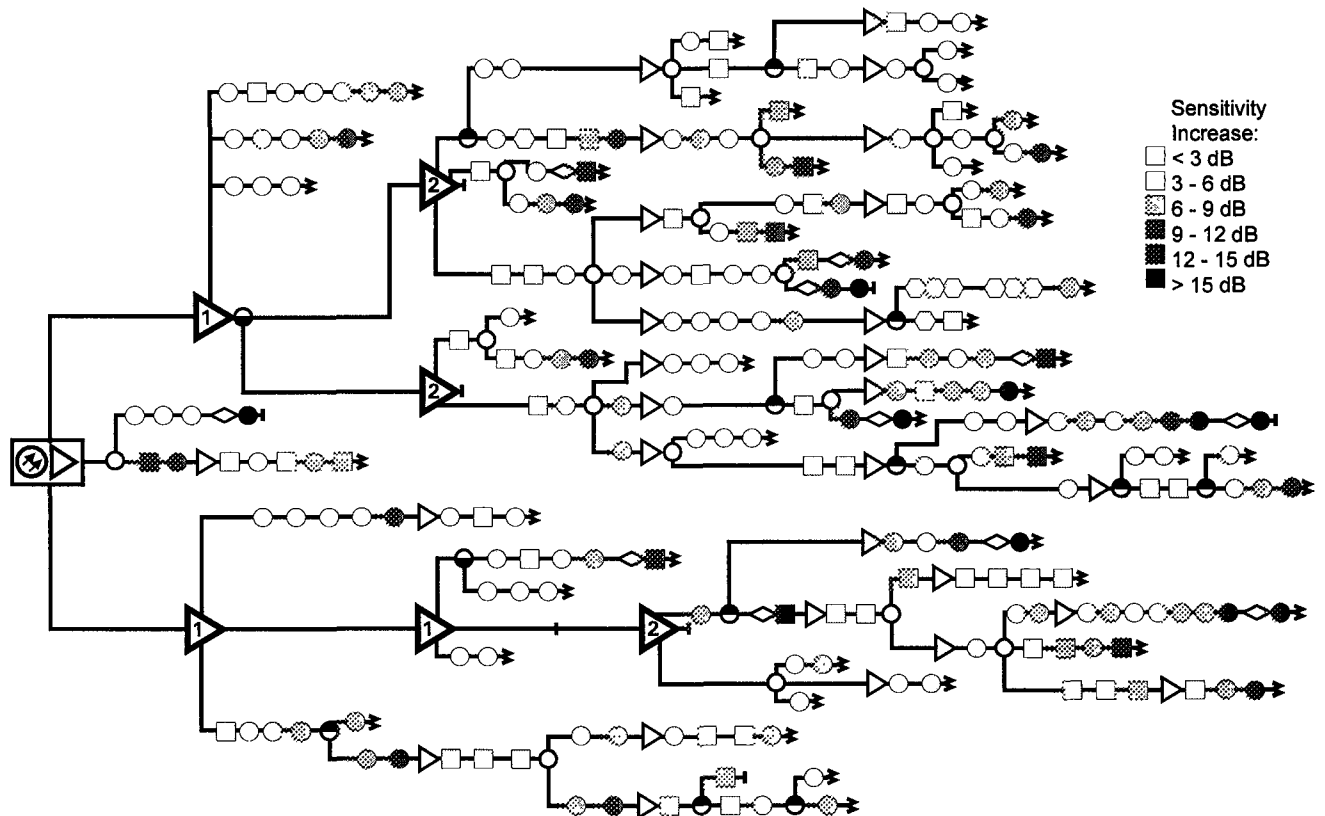 Sensitivity
Increase:
< 3 dB
3 - 6 dB
6 - 9 dB
9 - 12 dB
12 - 15 dB
> 15 dB
2
1
2
1
1
2